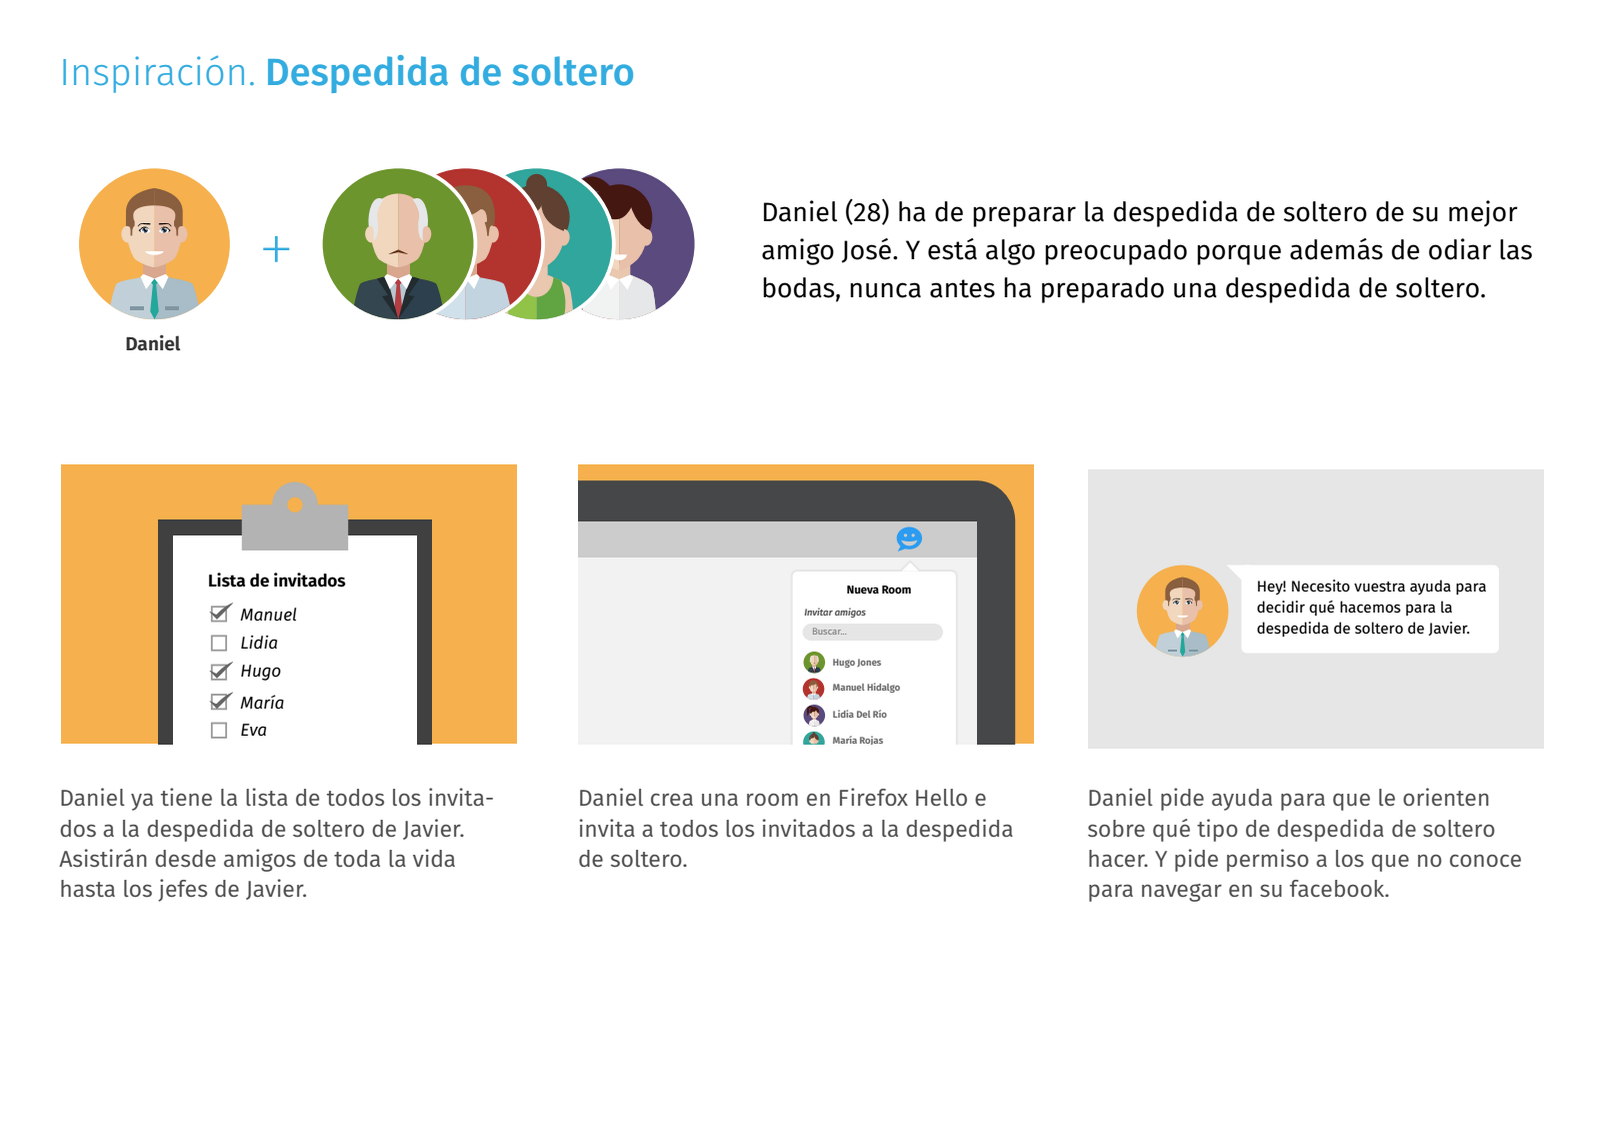 Inspiración. Despedida de soltero
Daniel (28) ha de preparar la despedida de soltero de su mejor
amigo José. Y está algo preocupado porque además de odiar las
bodas, nunca antes ha preparado una despedida de soltero.
Daniel
Lista de invitados
Manuel
Lidia
Hugo
María
Eva
Nueva Room
Invitar amigos
Buscar...
Hugo Jones
Manuel Hidalgo
Lidia Del Río
María Rojas
Hey! Necesito vuestra ayuda para
decidir qué hacemos para la
despedida de soltero de Javier.
Daniel ya tiene la lista de todos los invita-
dos a la despedida de soltero de Javier.
Asistirán desde amigos de toda la vida
hasta los jefes de Javier.
Daniel crea una room en Firefox Hello e
invita a todos los invitados a la despedida
de soltero.
Daniel pide ayuda para que le orienten
sobre qué tipo de despedida de soltero
hacer. Y pide permiso a los que no conoce
para navegar en su facebook.